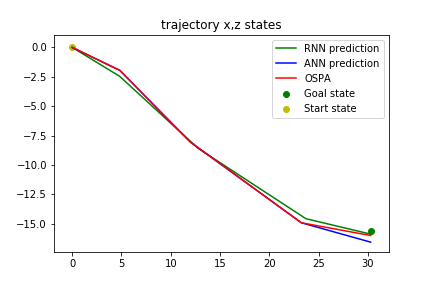 trajectory x,z states
RNN prediction
ANN prediction
OSPA
Goal state
Start state
0.0
−2.5
−5.0
−7.5
−10.0
−12.5
−15.0
0 5 10 15 20 25 30